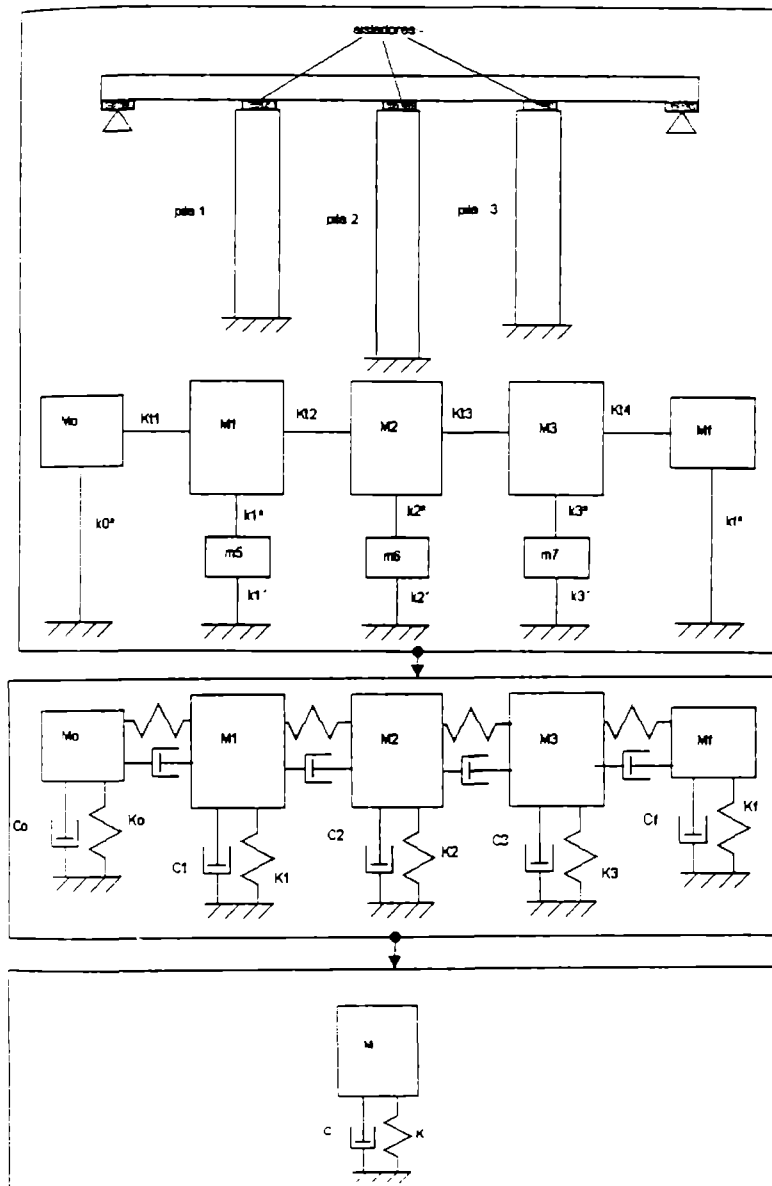 aisladores -
pila 1
pila 2
pila 3
Mo
Kt1
M1
Kt2
M2
Kt3
M3
Kt4
Mf
k0*
k1*
k2*
k3*
kf*
m5
m6
m7
k1´
k2´
k3´
Mo
M1
M2
M3
Mf
Co
Ko
C1
K1
C2
K2
C3
K3
Cf
Kf
M
C
K